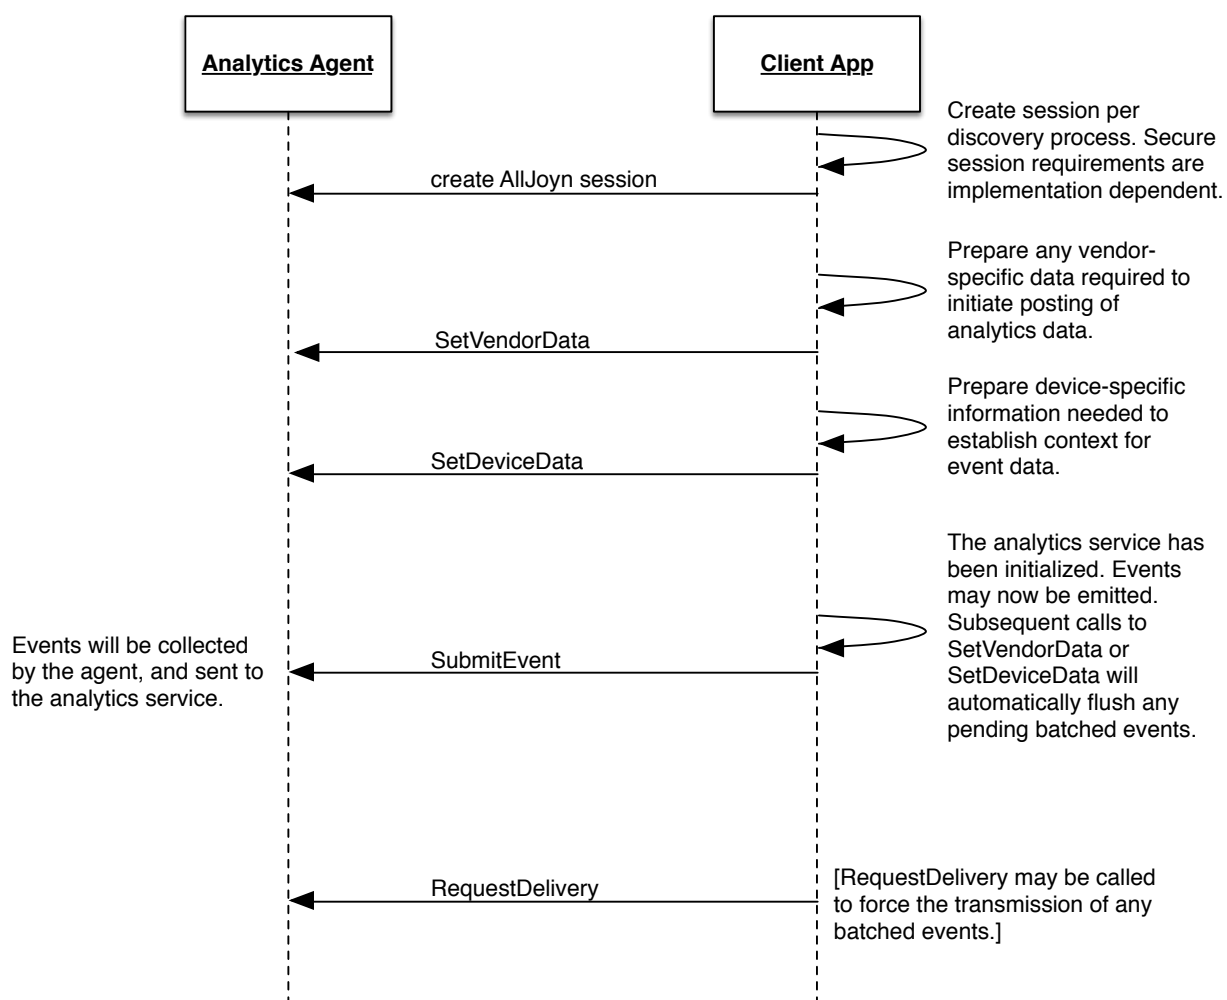 Analytics Agent
Client App
Create session per
discovery process. Secure
session requirements are
implementation dependent.
create AllJoyn session
Prepare any vendor-
specific data required to
initiate posting of
analytics data.
SetVendorData
Prepare device-specific
information needed to
establish context for
event data.
SetDeviceData
The analytics service has
been initialized. Events
may now be emitted.
Subsequent calls to
SetVendorData or
SetDeviceData will
automatically flush any
pending batched events.
Events will be collected
by the agent, and sent to
the analytics service.
SubmitEvent
RequestDelivery
[RequestDelivery may be called
to force the transmission of any
batched events.]